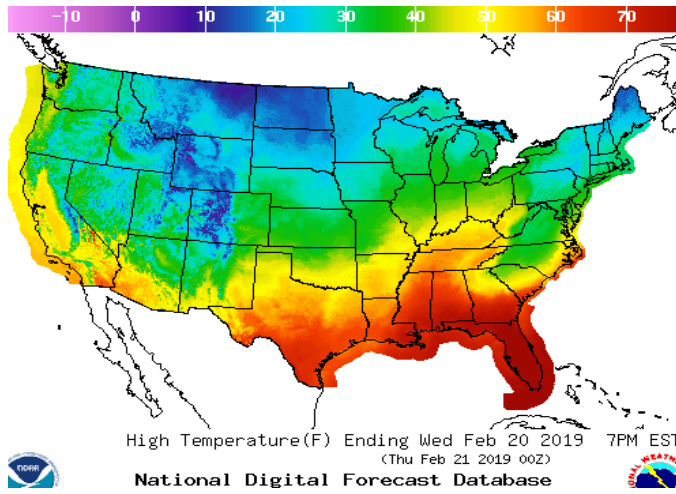 -10 0 10 20 30 40 50 60 70
High Temperature(F) Ending Wed Feb 20 2019 7PM EST
(Thu Feb 21 2019 00Z)
National Digital Forecast Database
NOAA